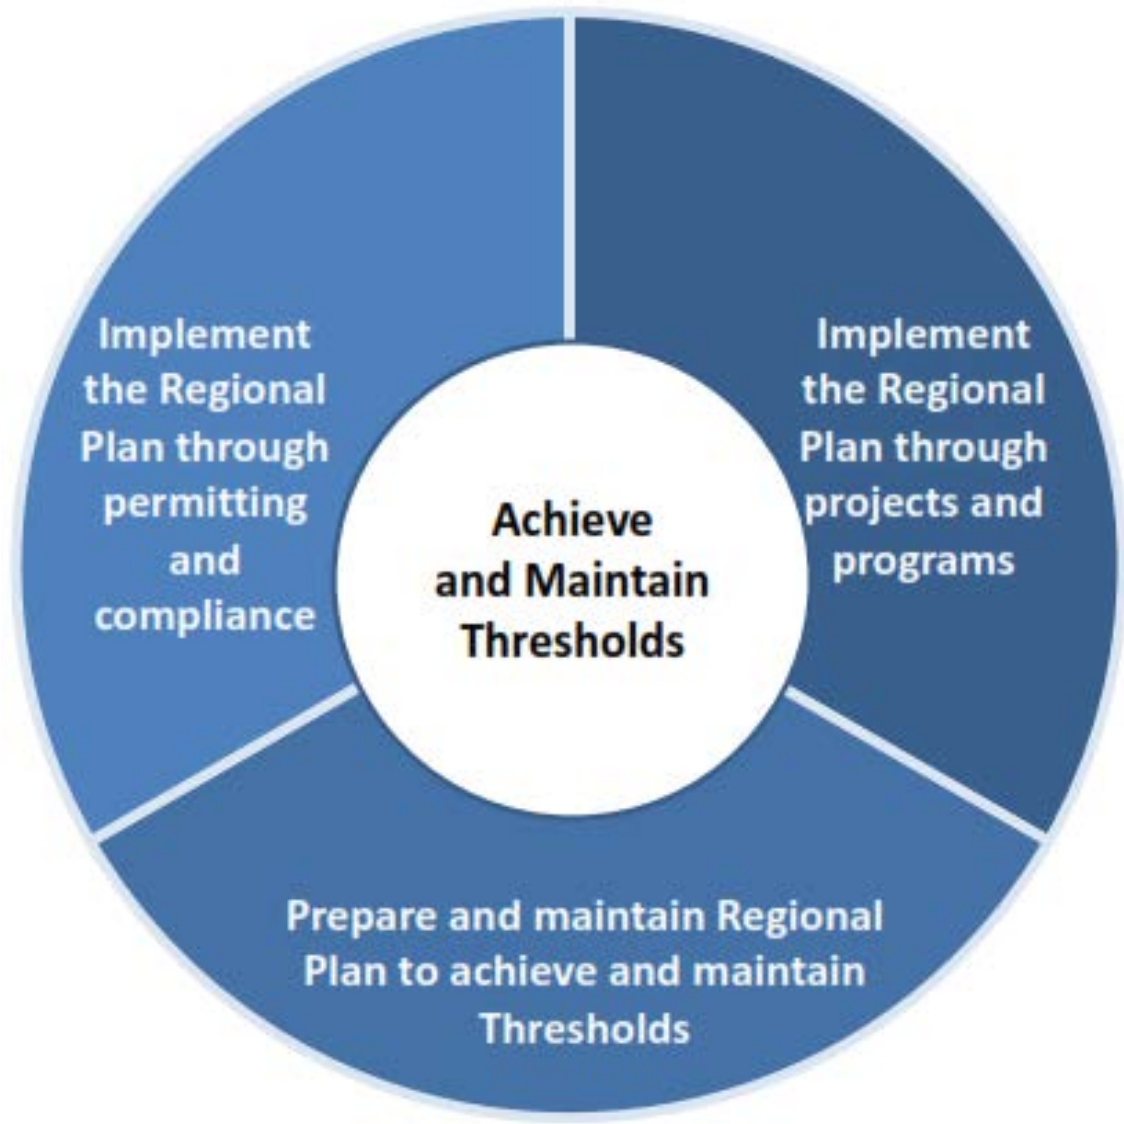 Implement
the Regional
Plan through
permitting
and
compliance
Implement
the Regional
Plan through
projects and
programs
Achieve
and Maintain
Thresholds
Prepare and maintain Regional
Plan to achieve and maintain
Thresholds